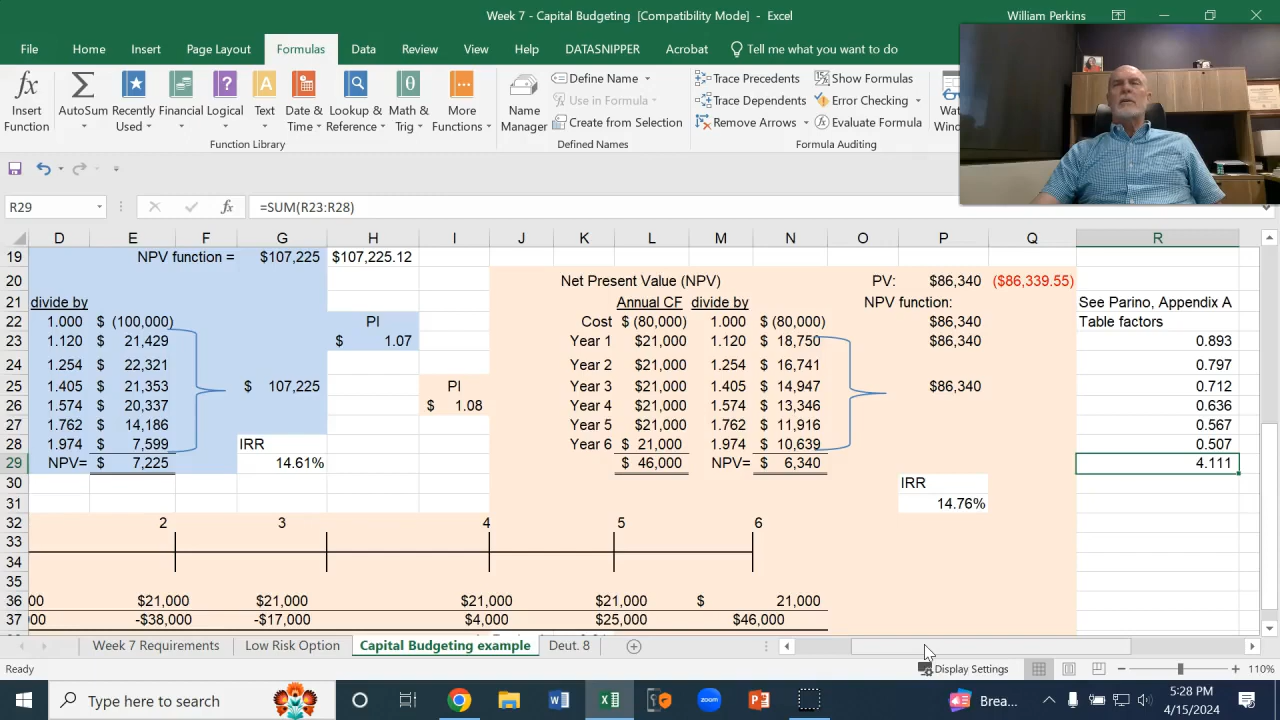 Week 7 - Capital Budgeting [Compatibility Mode] - Excel William Perkins
File Home Insert Page Layout Formulas Data Review View Help DATASNIPPER Acrobat Tell me what you want to do
Insert Function
AutoSum
Recently Used
Financial
Logical
Text
Date & Time
Lookup & Reference
Math & Trig
More Functions
Function Library
Name Manager
Define Name
Use in Formula
Create from Selection
Defined Names
Trace Precedents
Trace Dependents
Remove Arrows
Show Formulas
Error Checking
Evaluate Formula
Formula Auditing
R29 fx =SUM(R23:R28)
D E F G H I J K L M N O P Q R
19 NPV function = $107,225 $107,225.12
20 Net Present Value (NPV) PV: $86,340 ($86,339.55)
21 divide by Annual CF divide by NPV function: See Parino, Appendix A
22 1.000 $ (100,000) PI Cost $ (80,000) 1.000 $ (80,000) $86,340 Table factors
23 1.120 $ 21,429 $ 1.07 Year 1 $21,000 1.120 $ 18,750 $86,340 0.893
24 1.254 $ 22,321 Year 2 $21,000 1.254 $ 16,741 0.797
25 1.405 $ 21,353 $ 107,225 PI Year 3 $21,000 1.405 $ 14,947 $86,340 0.712
26 1.574 $ 20,337 $ 1.08 Year 4 $21,000 1.574 $ 13,346 0.636
27 1.762 $ 14,186 Year 5 $21,000 1.762 $ 11,916 0.567
28 1.974 $ 7,599 IRR Year 6 $ 21,000 1.974 $ 10,639 0.507
29 NPV= $ 7,225 14.61% $ 46,000 NPV= $ 6,340 4.111
30 IRR
31 14.76%
32 2 3 4 5 6
33
34
35
36 00 $21,000 $21,000 $21,000 $21,000 $ 21,000
37 -$38,000 -$17,000 $4,000 $25,000 $46,000
Week 7 Requirements Low Risk Option Capital Budgeting example Deut. 8
Ready Display Settings 110%
Type here to search zoom Brea... 5:28 PM
4/15/2024